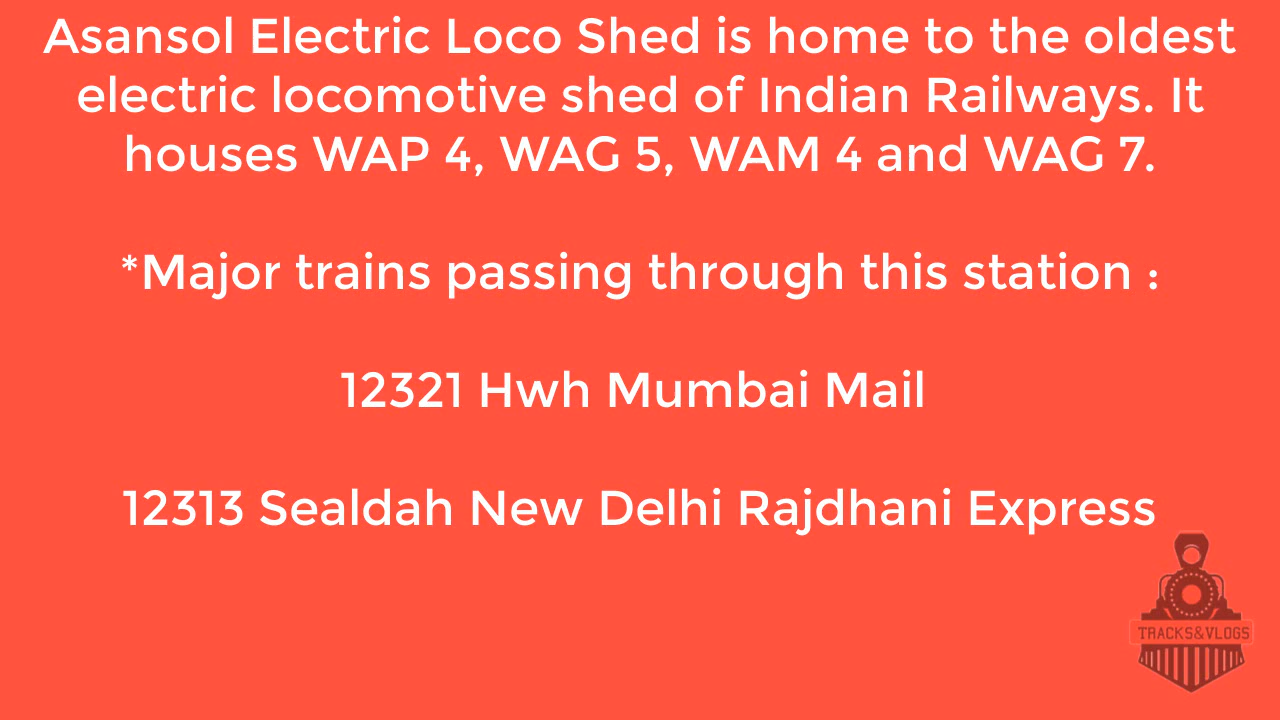 Asansol Electric Loco Shed is home to the oldest
electric locomotive shed of Indian Railways. It
houses WAP 4, WAG 5, WAM 4 and WAG 7.
*Major trains passing through this station :
12321 Hwh Mumbai Mail
12313 Sealdah New Delhi Rajdhani Express
TRACKS&VLOGS